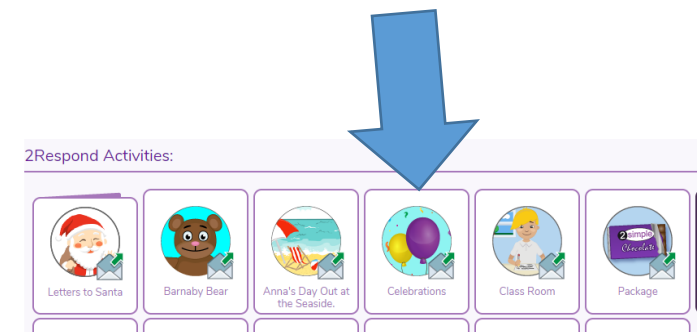 2Respond Activities:
2simple
Chocolate
Letters to Santa
Barnaby Bear
Anna's Day Out at
the Seaside.
Celebrations
Class Room
Package